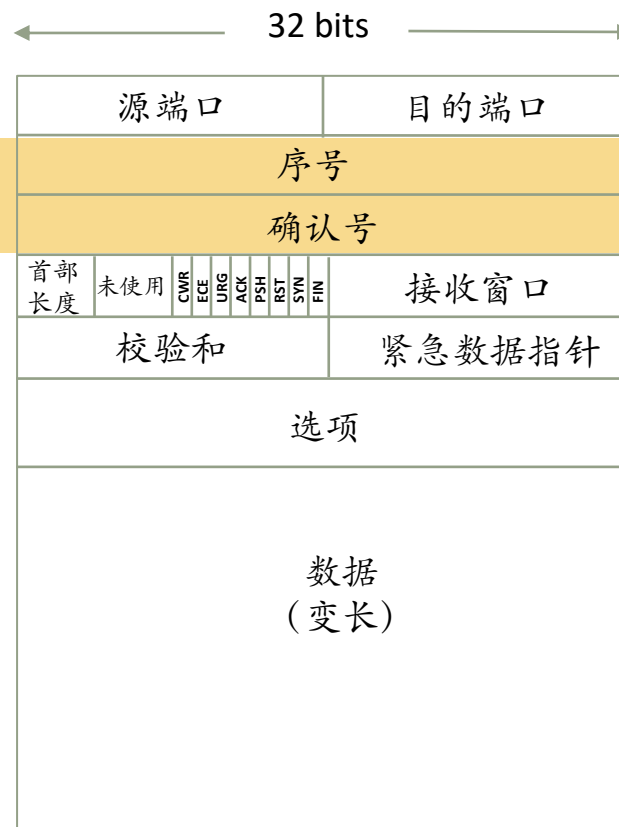 32 bits
源端口 目的端口
序号
确认号
首部
长度 未使用 CWR ECE URG ACK PSH RST SYN FIN 接收窗口
校验和 紧急数据指针
选项
数据
(变长)